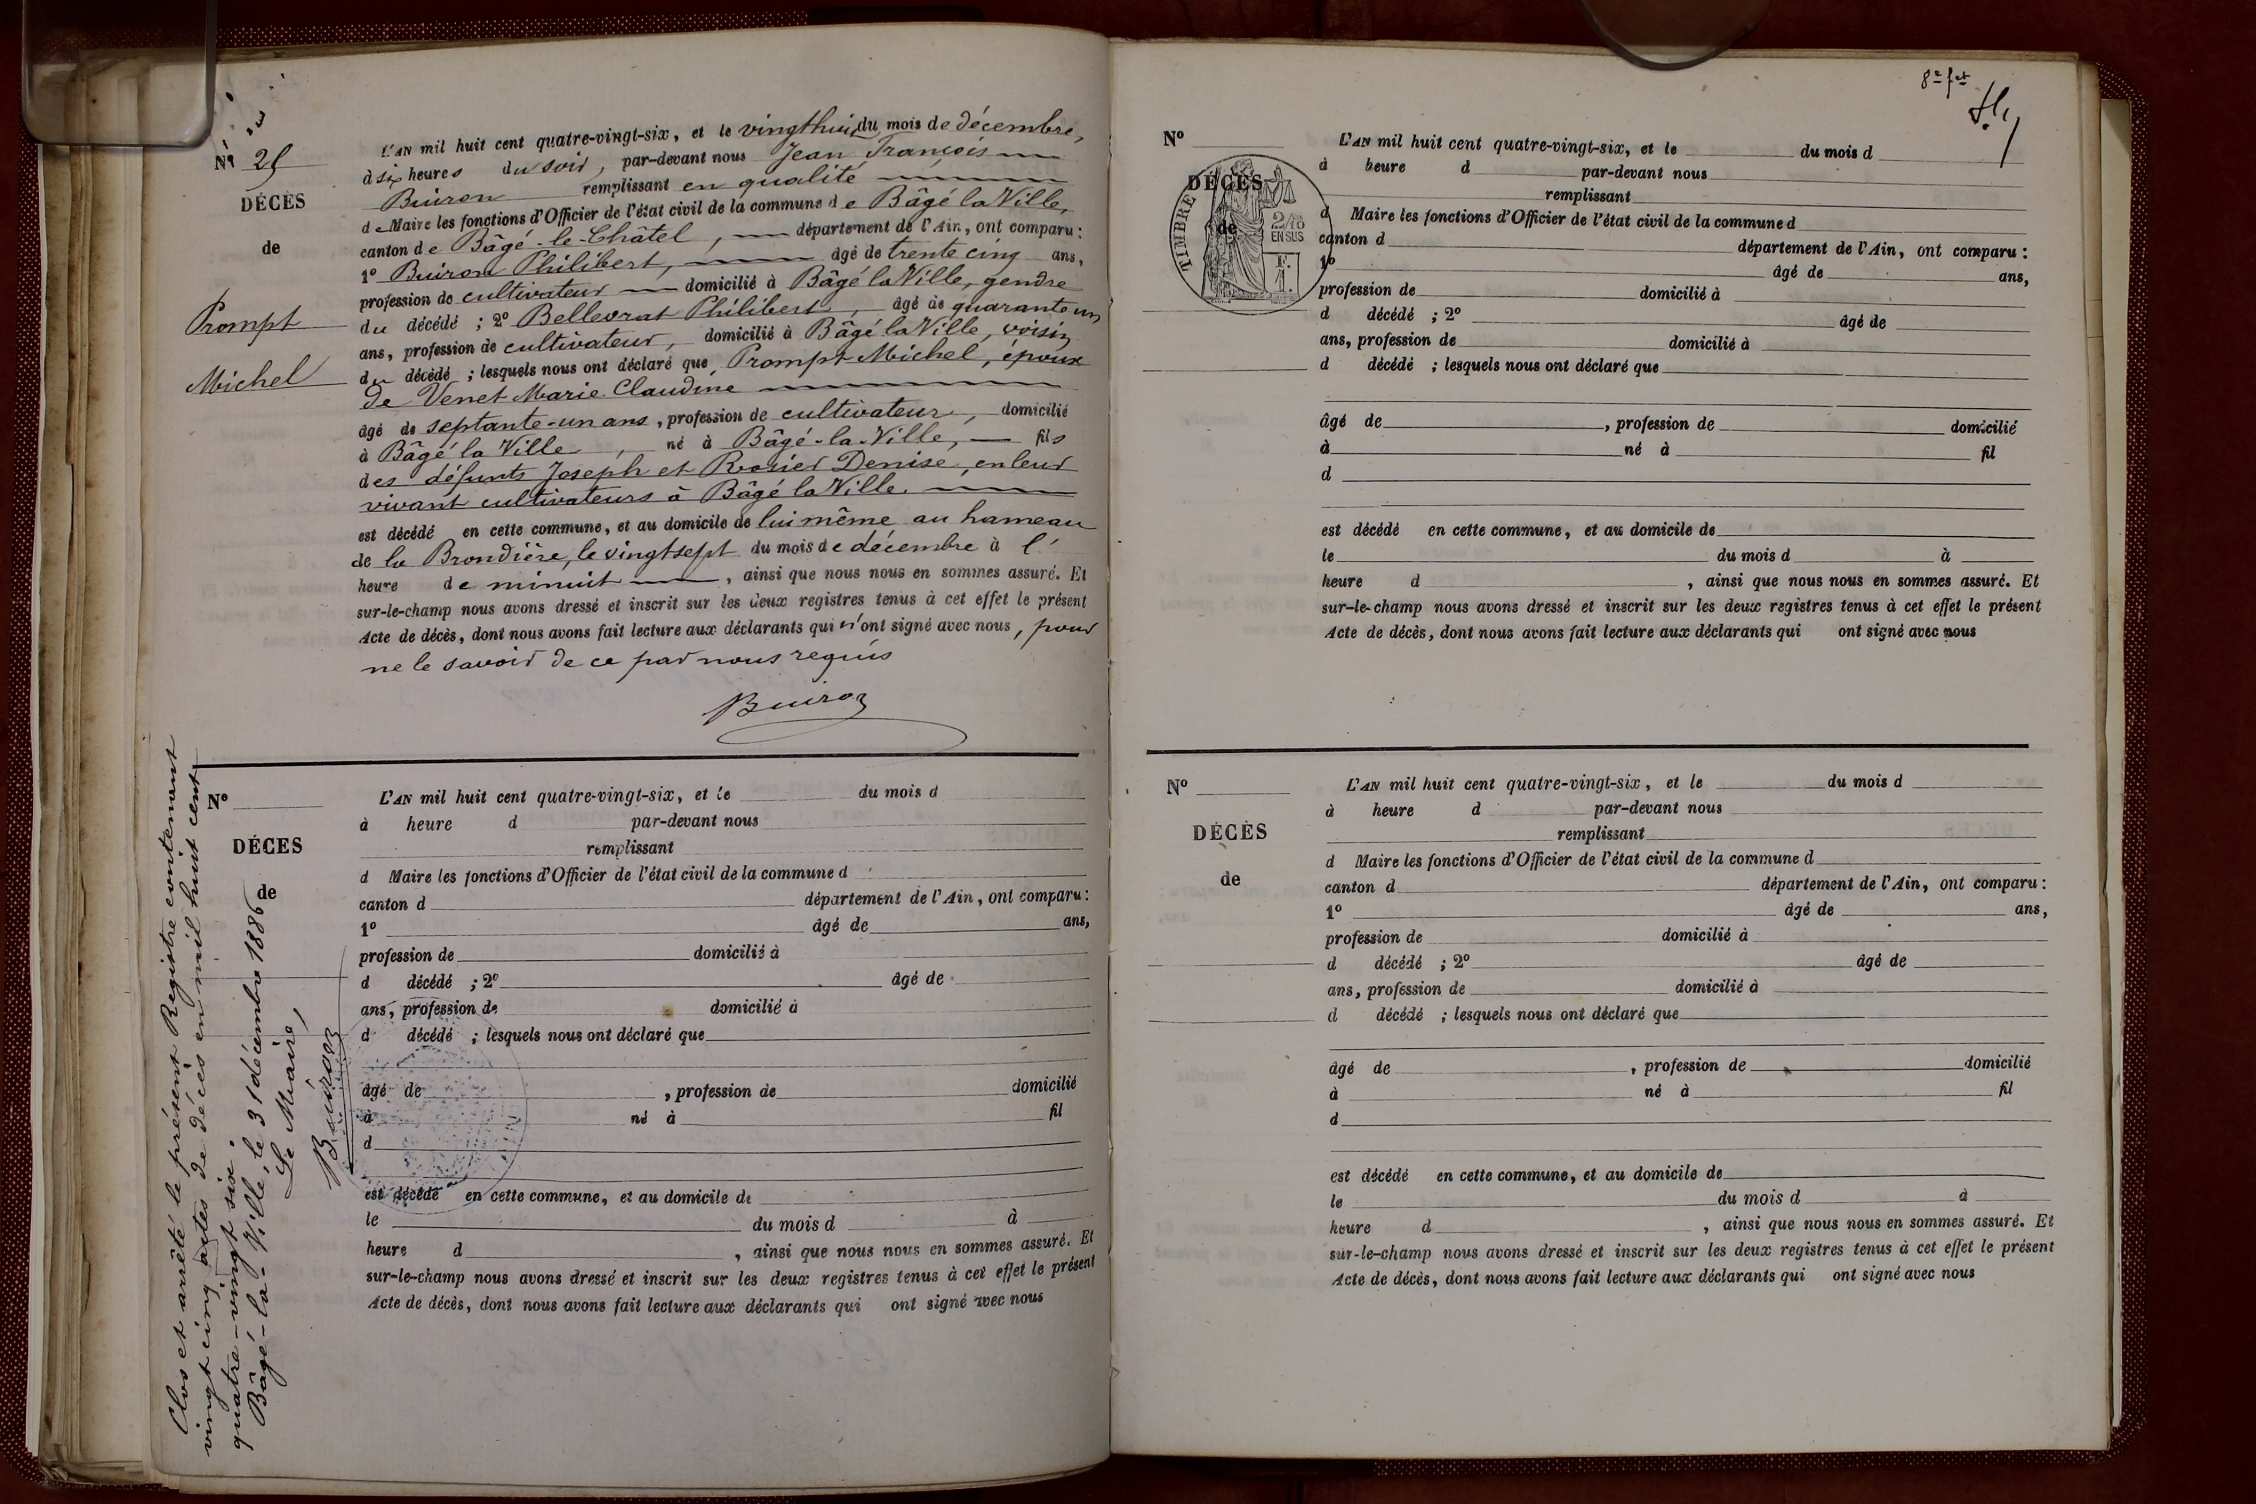 Nº 25
DÉCÈS
de
Prompt
Michel
L'AN mil huit cent quatre-vingt-six, et le vingthuit du mois de décembre,
à six heures du soir, par-devant nous Jean François
Buiron remplissant en qualité
de Maire les fonctions d'Officier de l'état civil de la commune de Bâgé la Ville,
canton de Bâgé-le-Châtel, département de l'Ain, ont comparu :
1º Buiron Philibert, âgé de trente cinq ans,
profession de cultivateur domicilié à Bâgé la Ville, gendre
du décédé ; 2º Bellevrat Philibert, âgé de quarante un
ans, profession de cultivateur, domicilié à Bâgé la Ville, voisin
du décédé ; lesquels nous ont déclaré que Prompt Michel, époux
de Venet Marie Claudine
âgé de septante-un ans, profession de cultivateur, domicilié
à Bâgé la Ville, né à Bâgé-la-Ville, fils
des défunts Joseph et Rosier Denise, en leur
vivant cultivateurs à Bâgé la Ville.
est décédé en cette commune, et au domicile de lui même au hameau
de la Brondière, le vingt sept du mois de décembre à l'
heure de minuit, ainsi que nous nous en sommes assuré. Et
sur-le-champ nous avons dressé et inscrit sur les deux registres tenus à cet effet le présent
Acte de décès, dont nous avons fait lecture aux déclarants qui n'ont signé avec nous, pour
ne le savoir de ce par nous requis
Buiron
Clos et arrêté le présent Registre contenant
vingt cinq actes de décès en mil huit cent
quatre-vingt six.
Bâgé-la-Ville, le 31 décembre 1886
Le Maire,
Buiron
Nº
DÉCÈS
de
L'AN mil huit cent quatre-vingt-six, et le du mois d
à heure d par-devant nous
remplissant
d Maire les fonctions d'Officier de l'état civil de la commune d
canton d département de l'Ain, ont comparu :
1º âgé de ans,
profession de domicilié à
d décédé ; 2º âgé de
ans, profession de domicilié à
d décédé ; lesquels nous ont déclaré que
âgé de , profession de domicilié
à né à fil
d
est décédé en cette commune, et au domicile de
le du mois d à
heure d , ainsi que nous nous en sommes assuré. Et
sur-le-champ nous avons dressé et inscrit sur les deux registres tenus à cet effet le présent
Acte de décès, dont nous avons fait lecture aux déclarants qui ont signé avec nous
Nº
DÉCÈS
de
TIMBRE
2/10
EN SUS
F.
1.
L'AN mil huit cent quatre-vingt-six, et le du mois d
à heure d par-devant nous
remplissant
d Maire les fonctions d'Officier de l'état civil de la commune d
canton d département de l'Ain, ont comparu :
1º âgé de ans,
profession de domicilié à
d décédé ; 2º âgé de
ans, profession de domicilié à
d décédé ; lesquels nous ont déclaré que
âgé de , profession de domicilié
à né à fil
d
est décédé en cette commune, et au domicile de
le du mois d à
heure d , ainsi que nous nous en sommes assuré. Et
sur-le-champ nous avons dressé et inscrit sur les deux registres tenus à cet effet le présent
Acte de décès, dont nous avons fait lecture aux déclarants qui ont signé avec nous
Nº
DÉCÈS
de
L'AN mil huit cent quatre-vingt-six, et le du mois d
à heure d par-devant nous
remplissant
d Maire les fonctions d'Officier de l'état civil de la commune d
canton d département de l'Ain, ont comparu :
1º âgé de ans,
profession de domicilié à
d décédé ; 2º âgé de
ans, profession de domicilié à
d décédé ; lesquels nous ont déclaré que
âgé de , profession de domicilié
à né à fil
d
est décédé en cette commune, et au domicile de
le du mois d à
heure d , ainsi que nous nous en sommes assuré. Et
sur-le-champ nous avons dressé et inscrit sur les deux registres tenus à cet effet le présent
Acte de décès, dont nous avons fait lecture aux déclarants qui ont signé avec nous